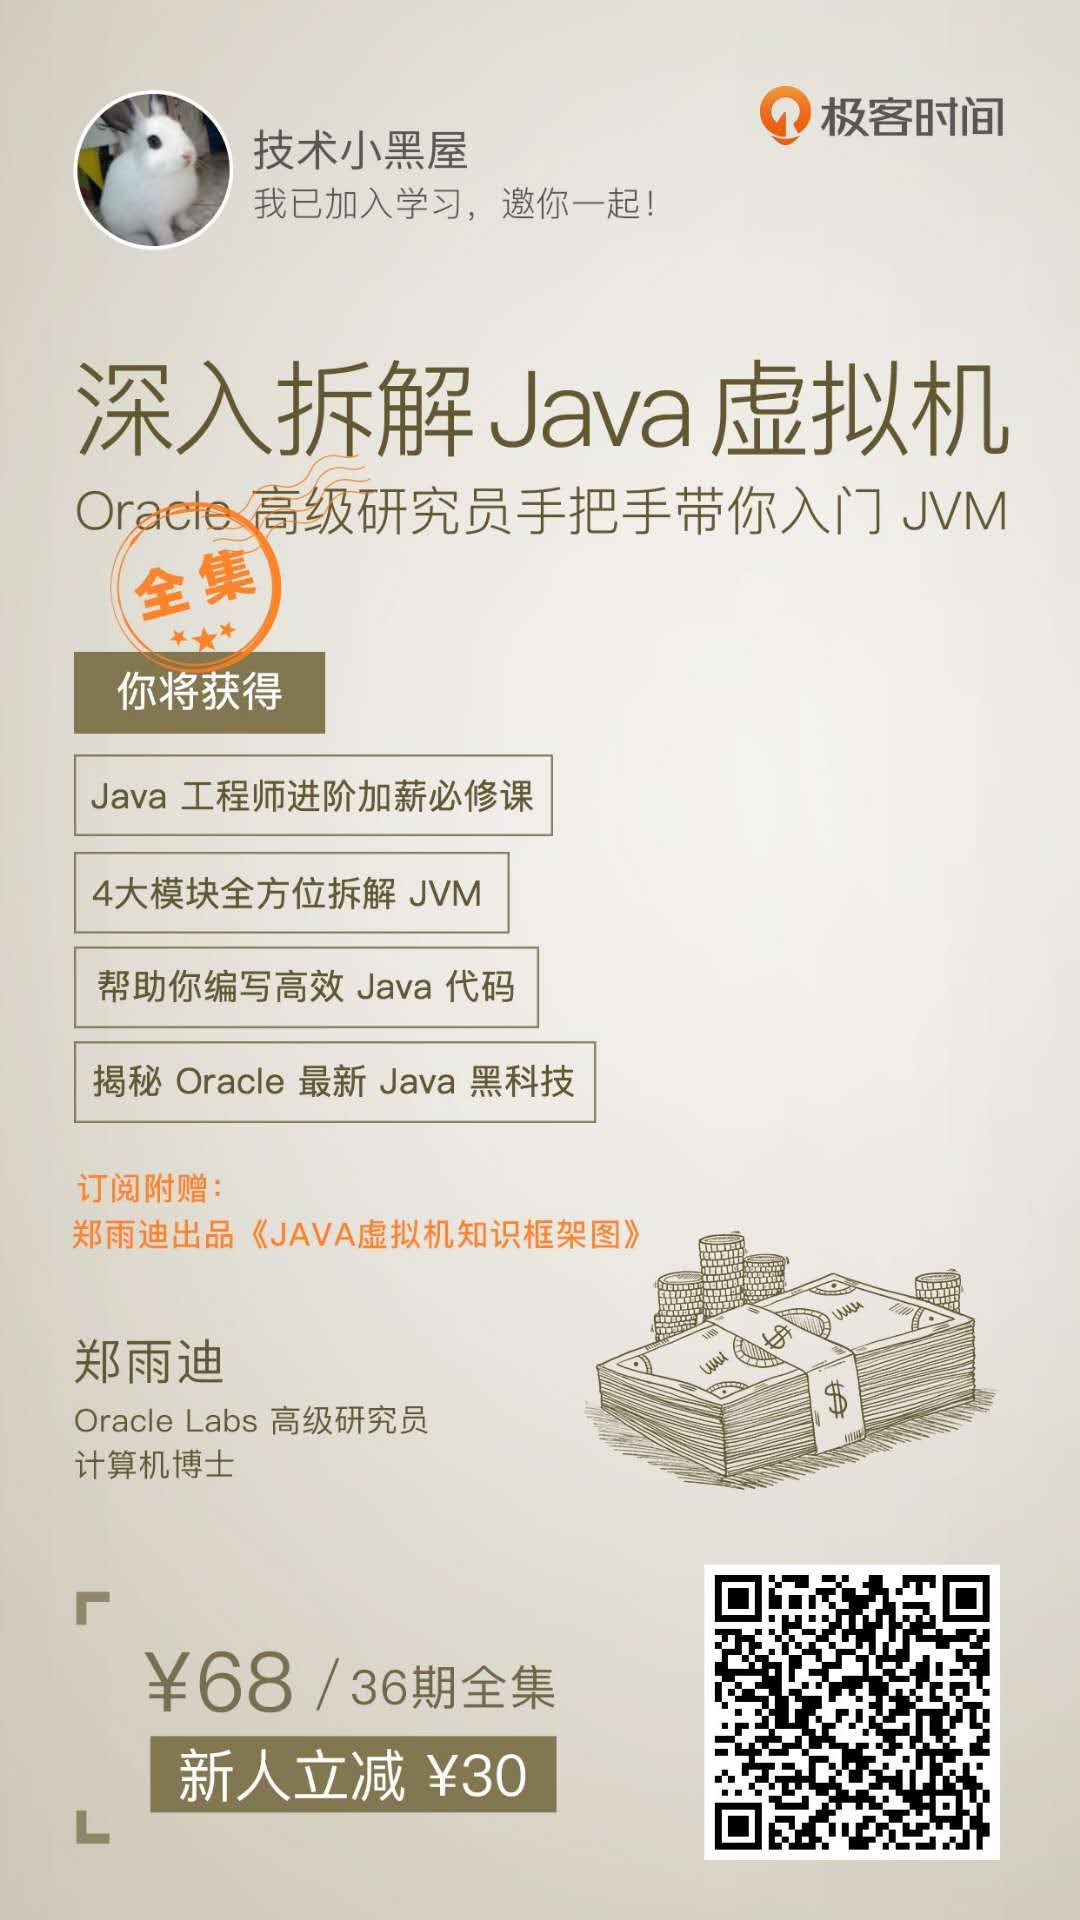 极客时间
技术小黑屋
我已加入学习，邀你一起！
深入拆解 Java 虚拟机
Oracle 高级研究员手把手带你入门 JVM
全集
你将获得
Java 工程师进阶加薪必修课
4大模块全方位拆解 JVM
帮助你编写高效 Java 代码
揭秘 Oracle 最新 Java 黑科技
订阅附赠：
郑雨迪出品《JAVA虚拟机知识框架图》
郑雨迪
Oracle Labs 高级研究员
计算机博士
$
$
¥68 / 36期全集
新人立减 ¥30